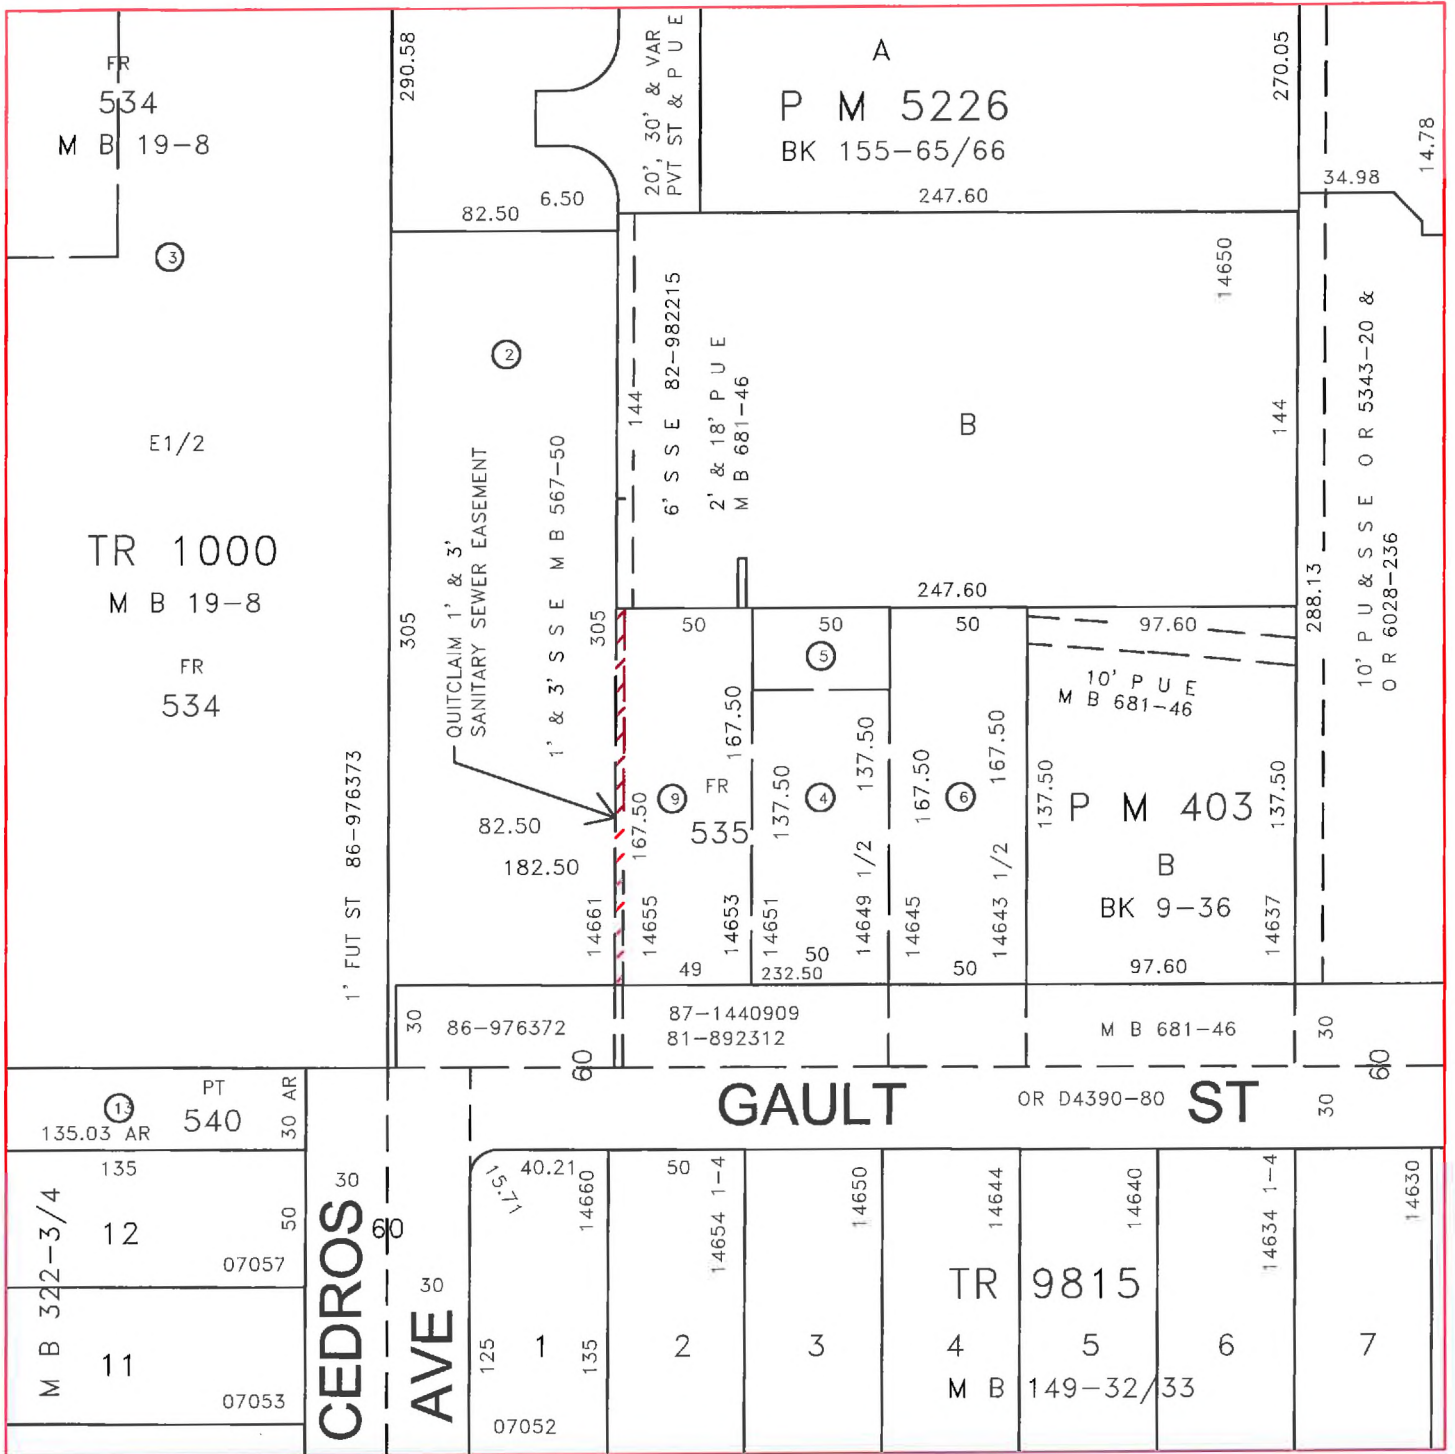 FR
534
M B 19-8
3
E1/2
TR 1000
M B 19-8
FR
534
290.58
82.50
6.50
20', 30' & VAR
PVT ST & P U E
A
P M 5226
BK 155-65/66
247.60
270.05
34.98
14.78
2
305
QUITCLAIM 1' & 3'
SANITARY SEWER EASEMENT
1' & 3' S S E M B 567-50
305
144
6' S S E 82-982215
2' & 18' P U E
M B 681-46
B
14650
144
247.60
288.13
10' P U & S S E OR 5343-20 &
O R 6028-236
50
50
50
97.60
5
10' P U E
M B 681-46
1' FUT ST 86-976373
82.50
182.50
167.50
9
FR
535
167.50
137.50
4
137.50
167.50
6
167.50
137.50
P M 403
B
BK 9-36
137.50
14661
14655
14653
14651
14649 1/2
14645
14643 1/2
14637
49
50
232.50
50
97.60
30
86-976372
87-1440909
81-892312
M B 681-46
30
60
60
GAULT ST
OR D4390-80
30
PT
540
13
135.03 AR
30 AR
135
12
50
07057
M B 322-3/4
11
07053
CEDROS AVE
30
60
30
15.71
40.21
14660
125
1
135
07052
50
14654 1-4
2
14650
3
14644
TR 9815
4
M B 149-32/33
14640
5
14634 1-4
6
14630
7